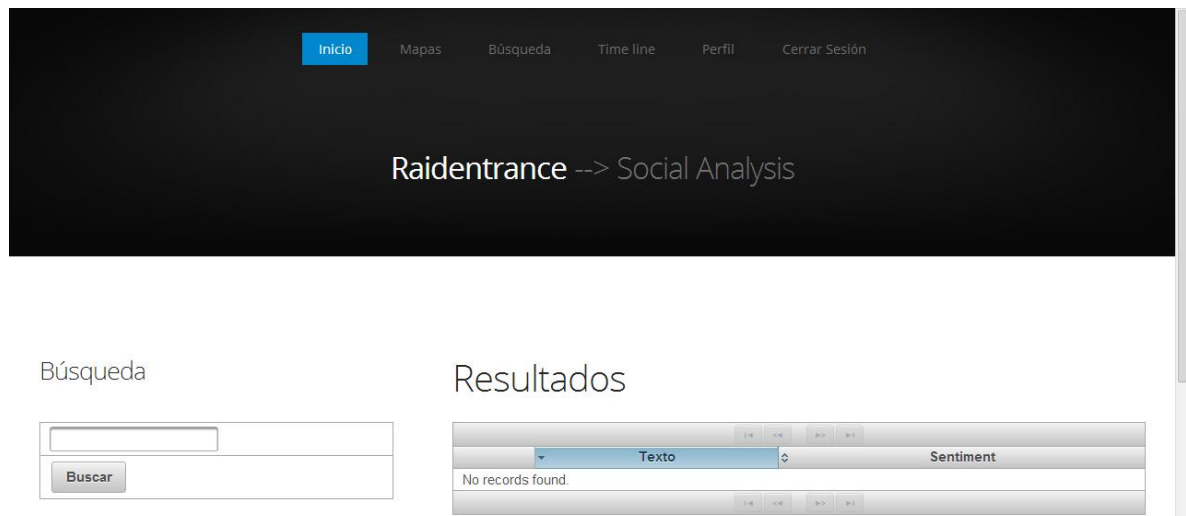 Inicio Mapas Búsqueda Time line Perfil Cerrar Sesión
Raidentrance --> Social Analysis
Búsqueda
Buscar
Resultados
Texto Sentiment
No records found.